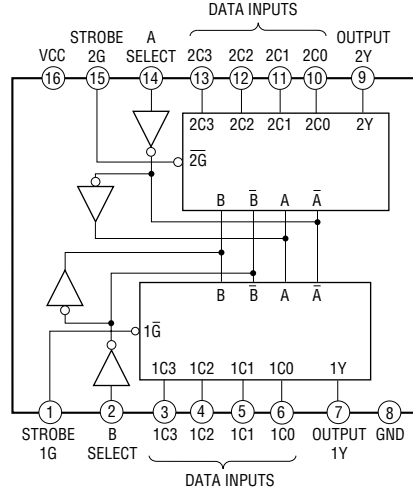 DATA INPUTS
STROBE A OUTPUT
VCC 2G SELECT 2C3 2C2 2C1 2C0 2Y
16 15 14 13 12 11 10 9
2C3 2C2 2C1 2C0 2Y
2G̅
B B̅ A A̅
B B̅ A A̅
1G̅
1C3 1C2 1C1 1C0 1Y
1 2 3 4 5 6 7 8
STROBE B 1C3 1C2 1C1 1C0 OUTPUT GND
1G SELECT 1Y
DATA INPUTS